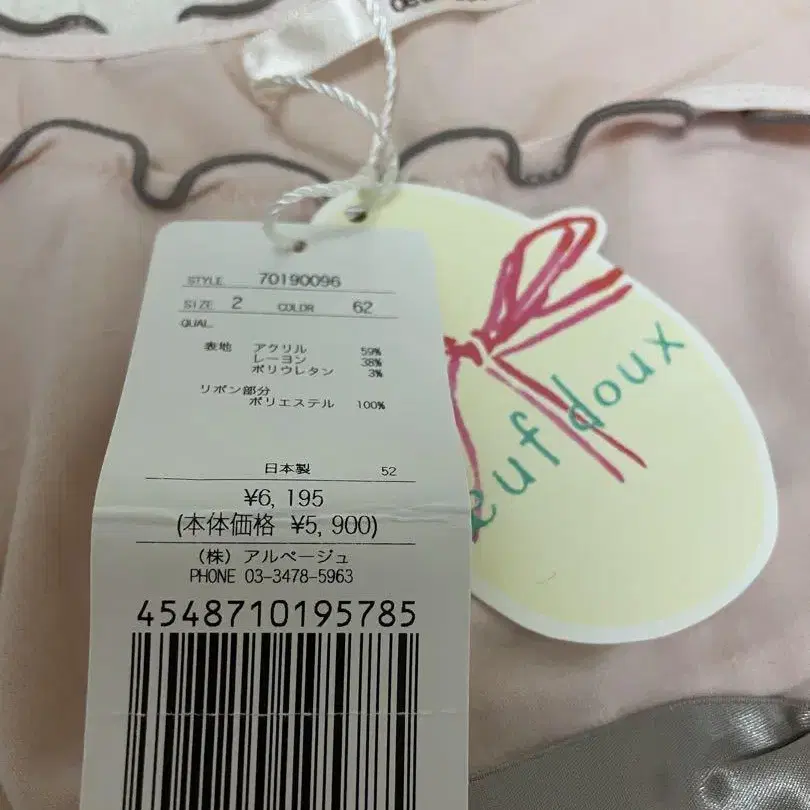 STYLE 70190096
SIZE 2 COLOR 62
QUAL.
表地 アクリル 59%
レーヨン 38%
ポリウレタン 3%
リボン部分
ポリエステル 100%
日本製 52
¥6,195
(本体価格 ¥5,900)
(株) アルページュ
PHONE 03-3478-5963
4548710195785
euf doux